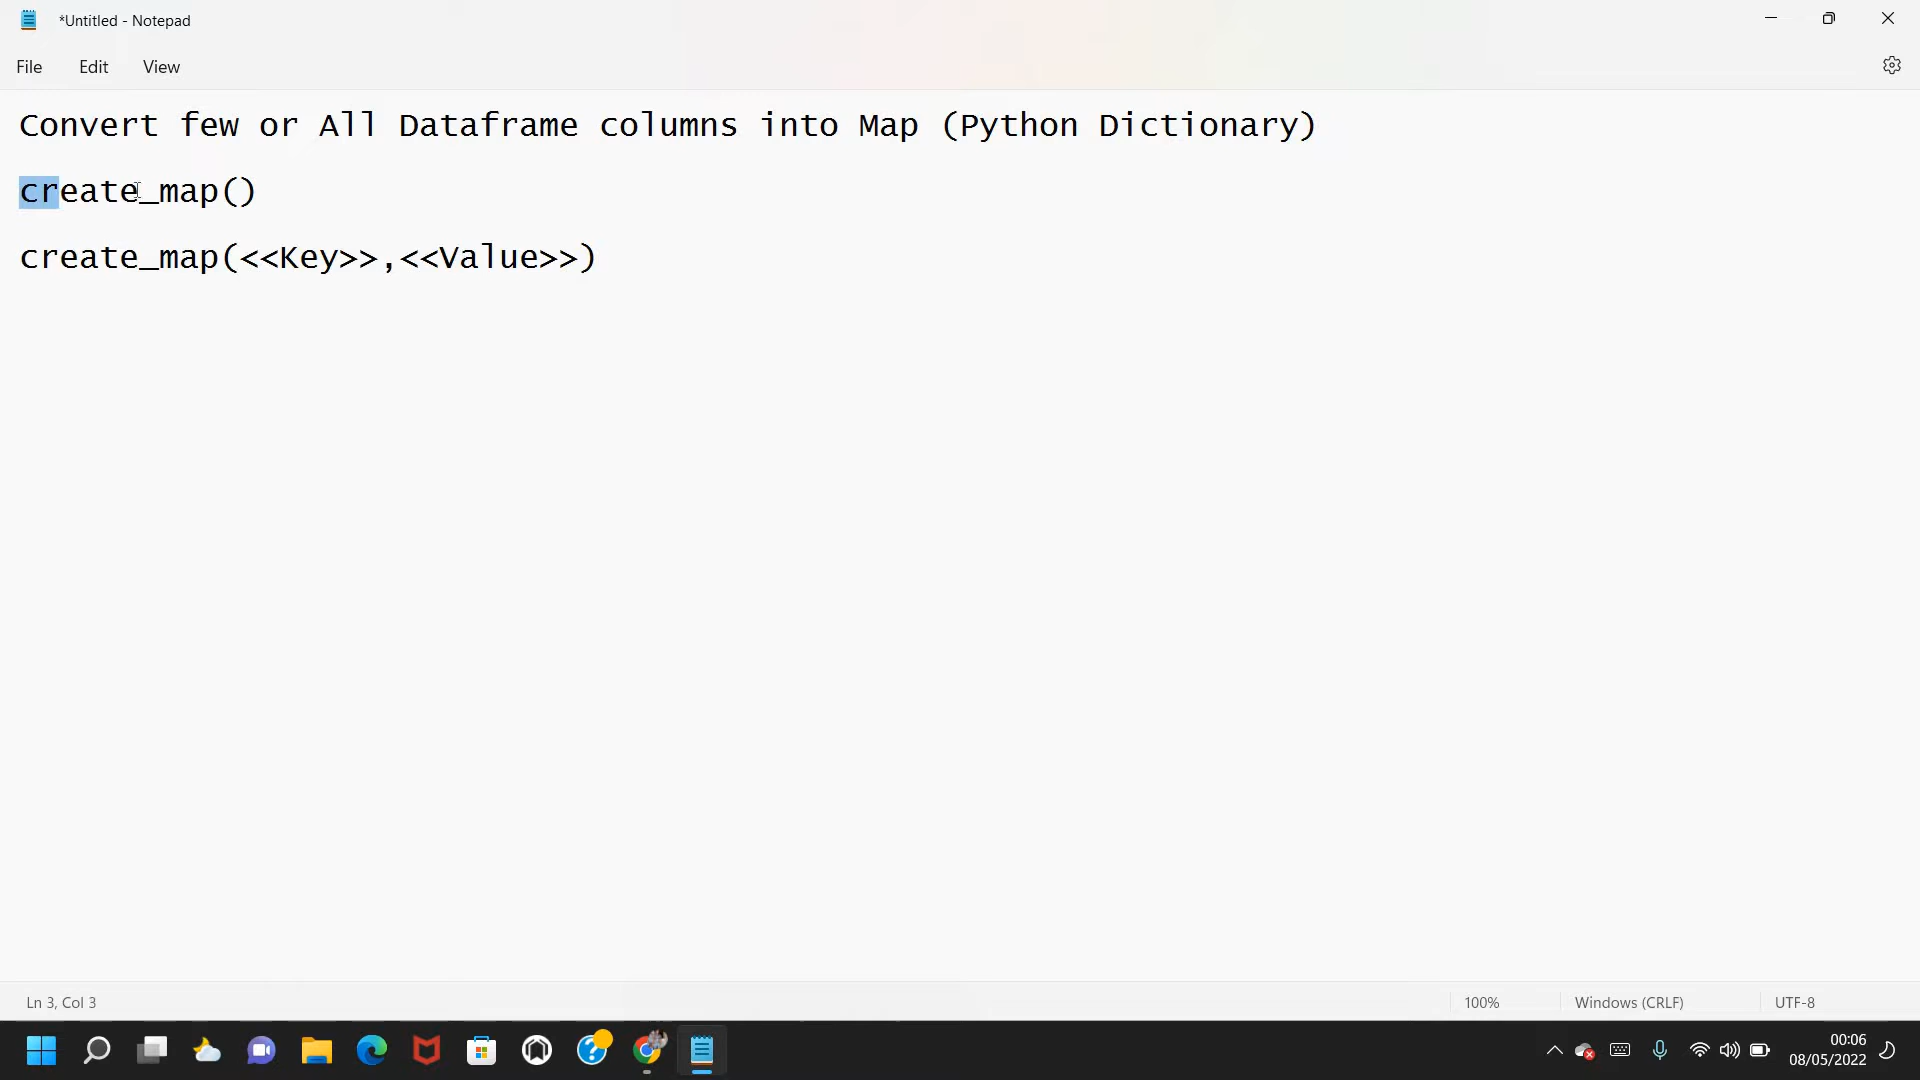 *Untitled - Notepad
File Edit View
Convert few or All Dataframe columns into Map (Python Dictionary)
create_map()
create_map(<<Key>>,<<Value>>)
Ln 3, Col 3 100% Windows (CRLF) UTF-8
00:06
08/05/2022